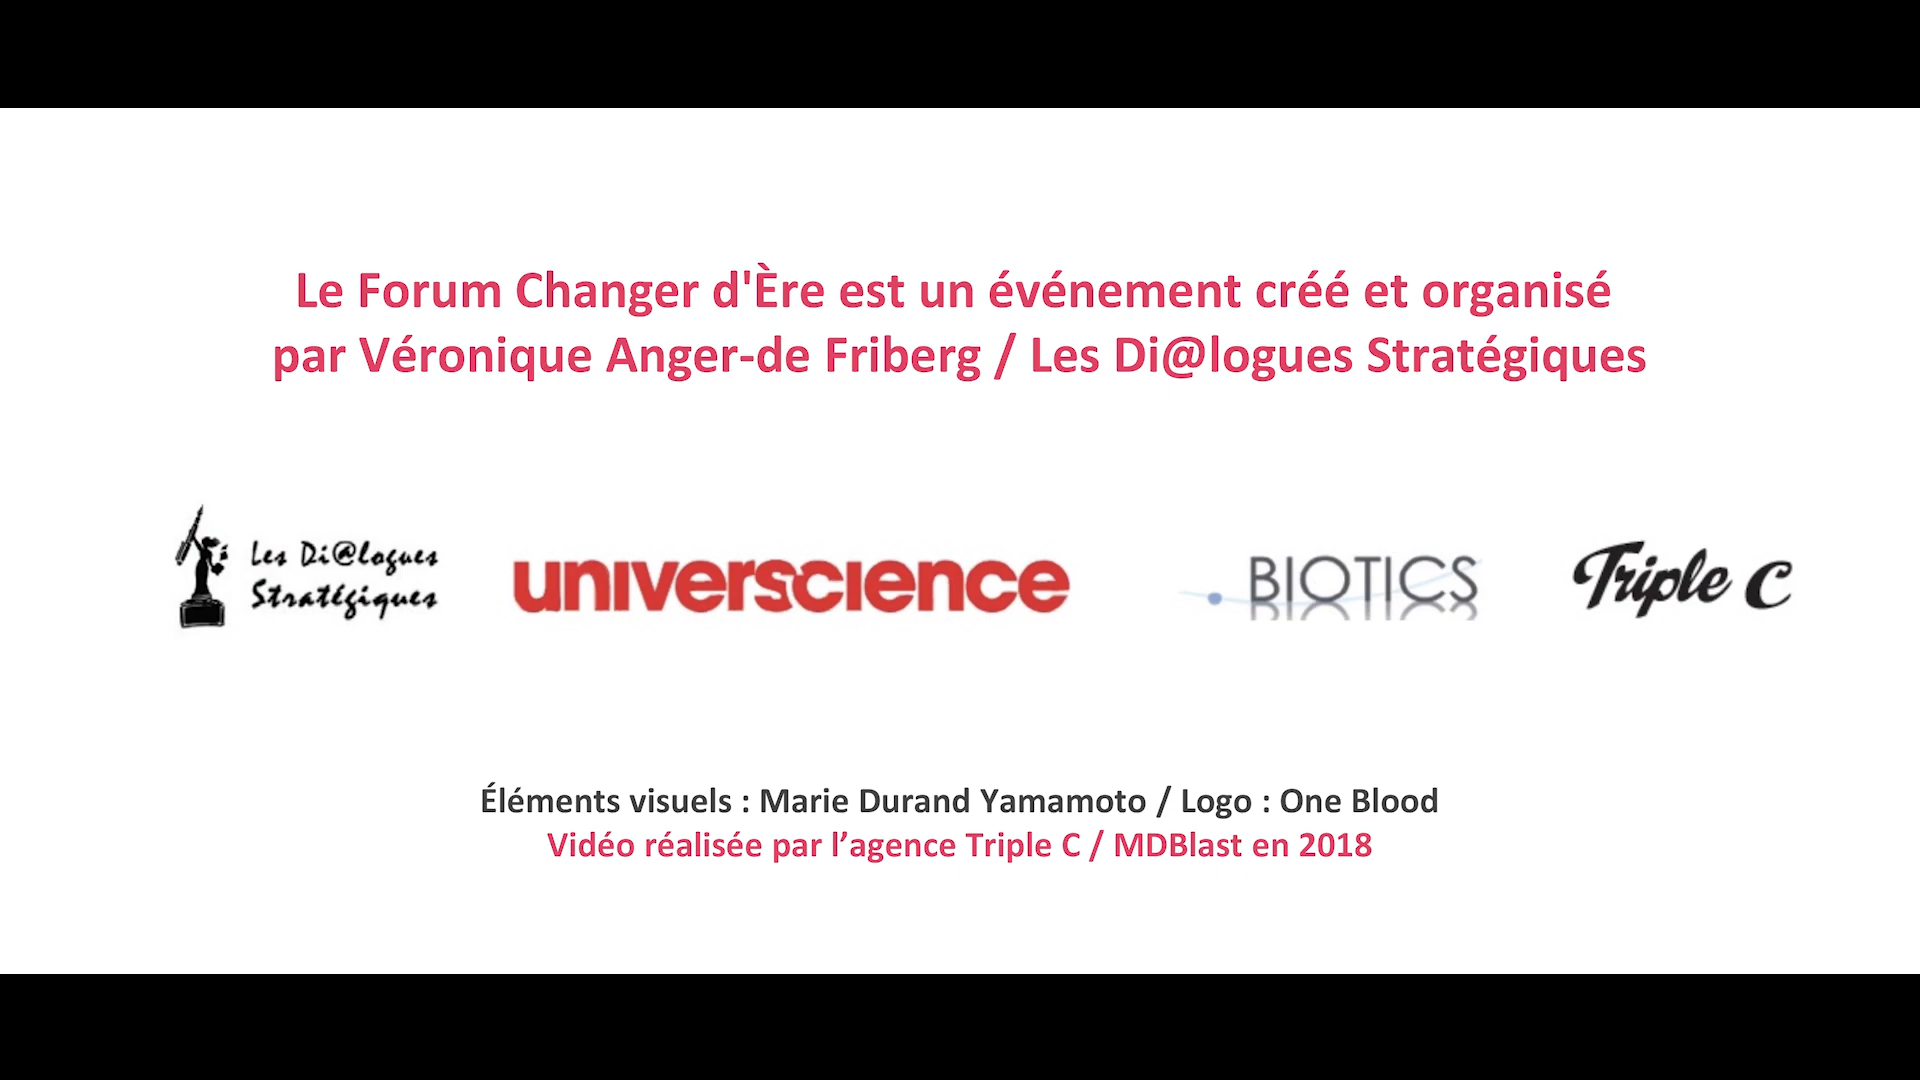 Le Forum Changer d'Ère est un événement créé et organisé
par Véronique Anger-de Friberg / Les Di@logues Stratégiques
Les Di@logues
Stratégiques
universcience
BIOTICS
Triple C
Éléments visuels : Marie Durand Yamamoto / Logo : One Blood
Vidéo réalisée par l’agence Triple C / MDBlast en 2018